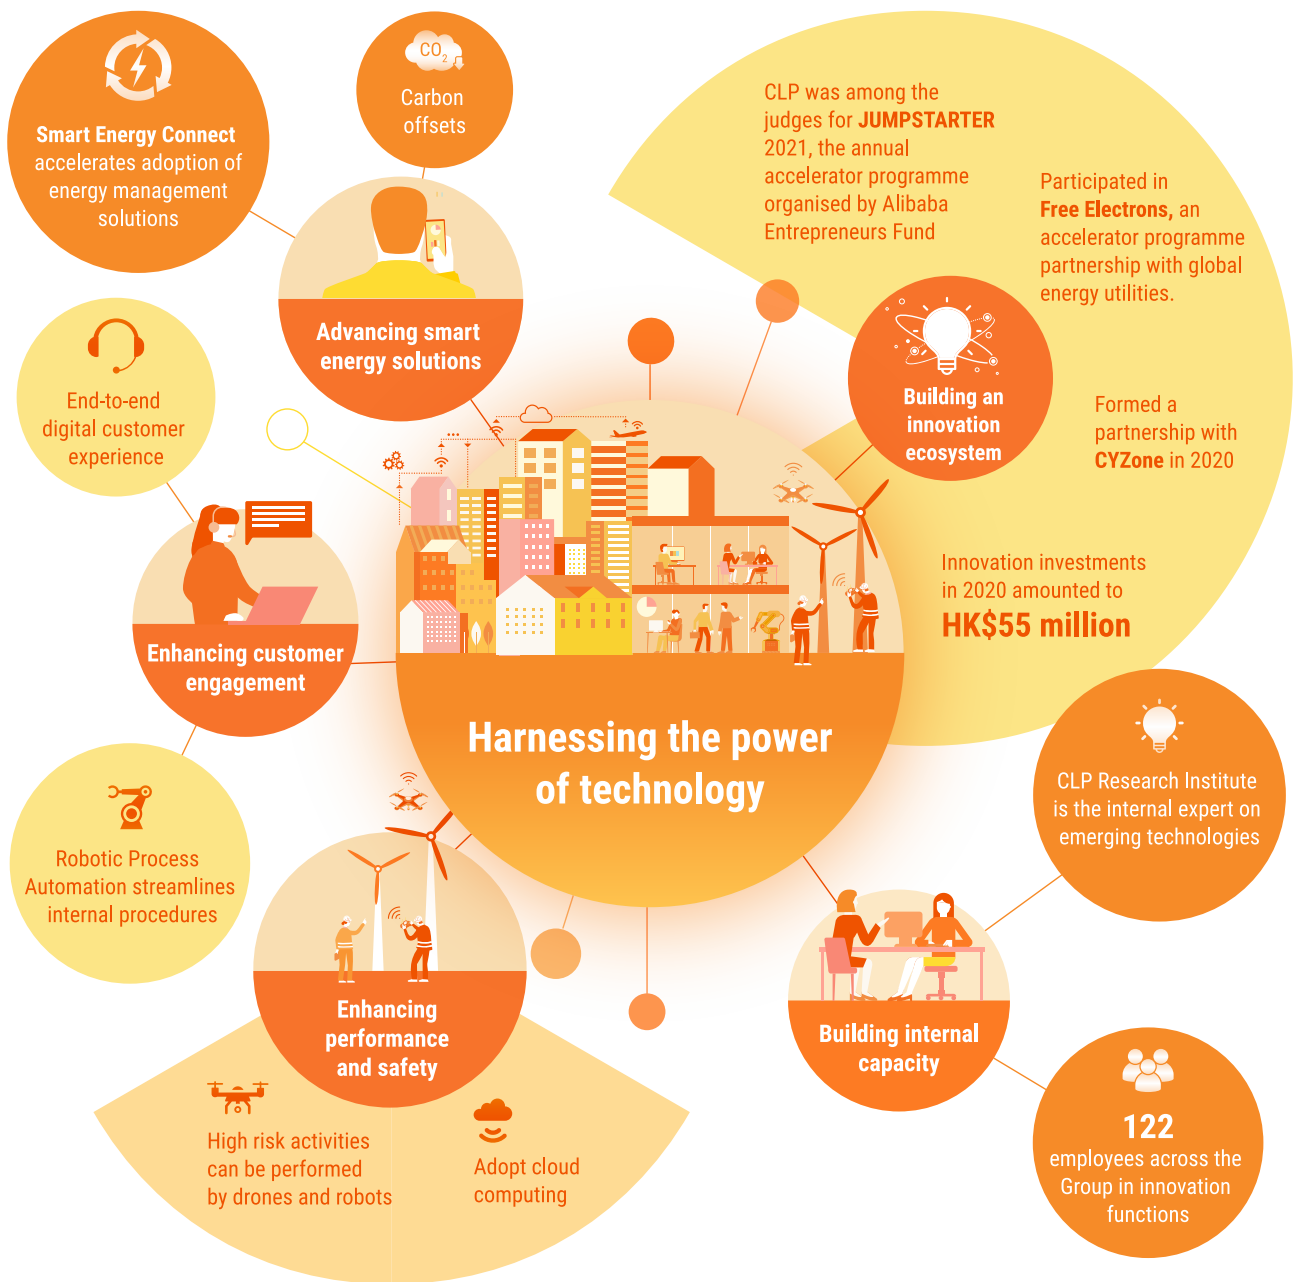 Smart Energy Connect
accelerates adoption of
energy management
solutions
CO2
Carbon
offsets
Advancing smart
energy solutions
End-to-end
digital customer
experience
Enhancing customer
engagement
Robotic Process
Automation streamlines
internal procedures
Enhancing
performance
and safety
High risk activities
can be performed
by drones and robots
Adopt cloud
computing
Harnessing the power
of technology
CLP was among the
judges for JUMPSTARTER
2021, the annual
accelerator programme
organised by Alibaba
Entrepreneurs Fund
Participated in
Free Electrons, an
accelerator programme
partnership with global
energy utilities.
Building an
innovation
ecosystem
Formed a
partnership with
CYZone in 2020
Innovation investments
in 2020 amounted to
HK$55 million
CLP Research Institute
is the internal expert on
emerging technologies
Building internal
capacity
122
employees across the
Group in innovation
functions